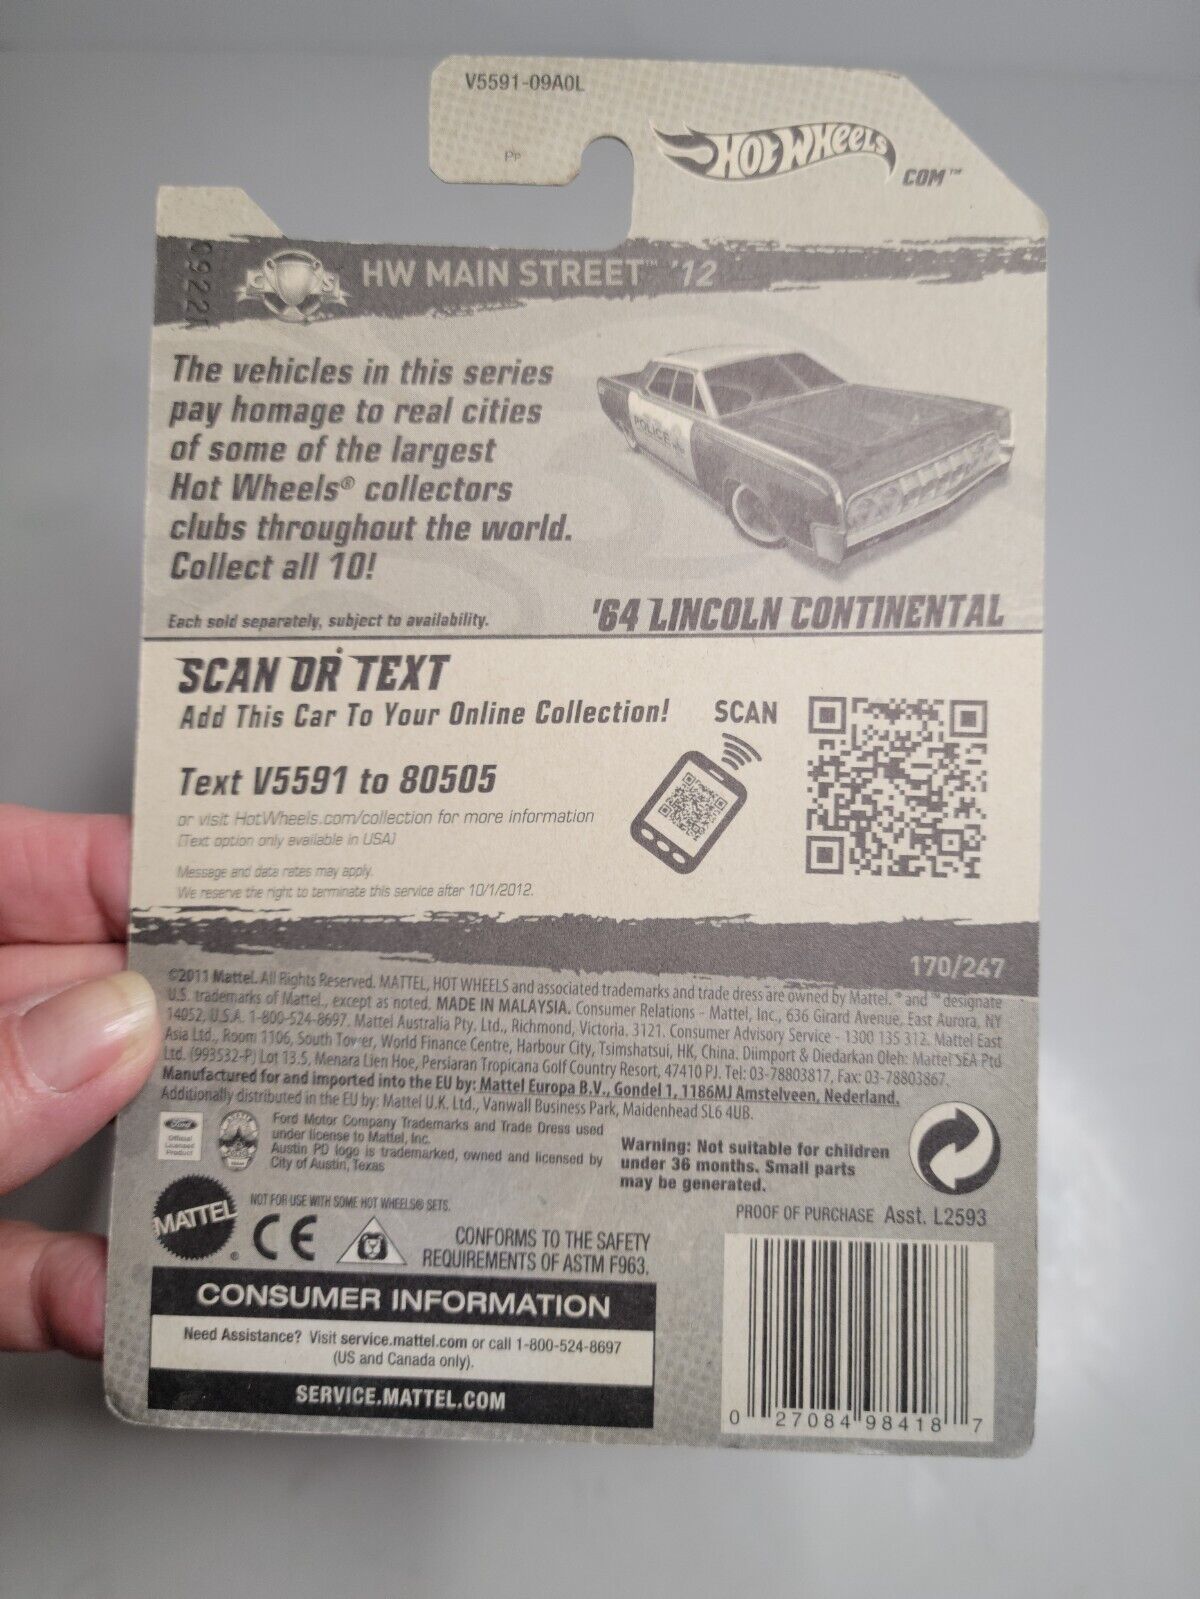 V5591-09A0L
PP
HOT WHEELS
COM™
HW MAIN STREET™ '12
The vehicles in this series
pay homage to real cities
of some of the largest
Hot Wheels® collectors
clubs throughout the world.
Collect all 10!
POLICE
Each sold separately, subject to availability.
'64 LINCOLN CONTINENTAL
SCAN OR TEXT
Add This Car To Your Online Collection!
SCAN
Text V5591 to 80505
or visit HotWheels.com/collection for more information
(Text option only available in USA)
Message and data rates may apply.
We reserve the right to terminate this service after 10/1/2012.
170/247
©2011 Mattel. All Rights Reserved. MATTEL, HOT WHEELS and associated trademarks and trade dress are owned by Mattel. ® and ™ designate
U.S. trademarks of Mattel, except as noted. MADE IN MALAYSIA. Consumer Relations - Mattel, Inc., 636 Girard Avenue, East Aurora, NY
14052, U.S.A. 1-800-524-8697. Mattel Australia Pty. Ltd., Richmond, Victoria. 3121. Consumer Advisory Service - 1300 135 312. Mattel East
Asia Ltd., Room 1106, South Tower, World Finance Centre, Harbour City, Tsimshatsui, HK, China. Diimport & Diedarkan Oleh: Mattel SEA Ptd
Ltd. (993532-P) Lot 13.5, Menara Lien Hoe, Persiaran Tropicana Golf Country Resort, 47410 PJ. Tel: 03-78803817, Fax: 03-78803867.
Manufactured for and imported into the EU by: Mattel Europa B.V., Gondel 1, 1186MJ Amstelveen, Nederland.
Additionally distributed in the EU by: Mattel U.K. Ltd., Vanwall Business Park, Maidenhead SL6 4UB.
Ford
Official
Licensed
Product
Ford Motor Company Trademarks and Trade Dress used
under license to Mattel, Inc.
Austin PD logo is trademarked, owned and licensed by
City of Austin, Texas
Warning: Not suitable for children
under 36 months. Small parts
may be generated.
MATTEL®
NOT FOR USE WITH SOME HOT WHEELS® SETS.
CE
CONFORMS TO THE SAFETY
REQUIREMENTS OF ASTM F963.
PROOF OF PURCHASE Asst. L2593
CONSUMER INFORMATION
Need Assistance? Visit service.mattel.com or call 1-800-524-8697
(US and Canada only).
SERVICE.MATTEL.COM
0 27084 98418 7